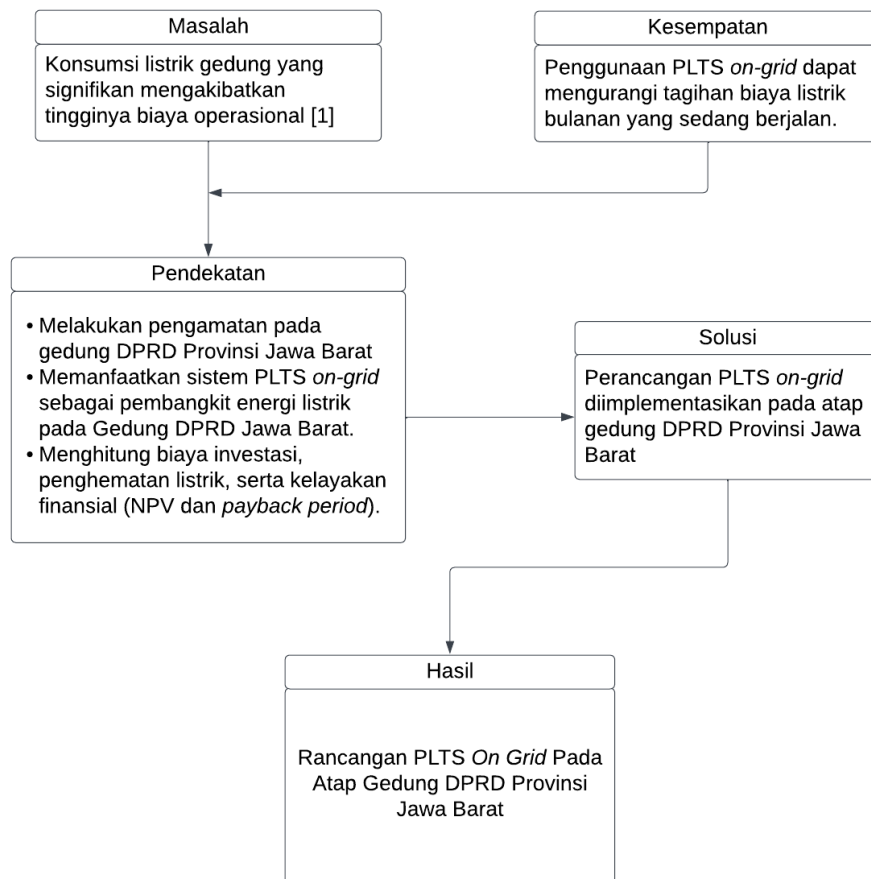 Masalah
Konsumsi listrik gedung yang
signifikan mengakibatkan
tingginya biaya operasional [1]
Kesempatan
Penggunaan PLTS on-grid dapat
mengurangi tagihan biaya listrik
bulanan yang sedang berjalan.
Pendekatan
• Melakukan pengamatan pada
gedung DPRD Provinsi Jawa Barat
• Memanfaatkan sistem PLTS on-grid
sebagai pembangkit energi listrik
pada Gedung DPRD Jawa Barat.
• Menghitung biaya investasi,
penghematan listrik, serta kelayakan
finansial (NPV dan payback period).
Solusi
Perancangan PLTS on-grid
diimplementasikan pada atap
gedung DPRD Provinsi Jawa
Barat
Hasil
Rancangan PLTS On Grid Pada
Atap Gedung DPRD Provinsi
Jawa Barat